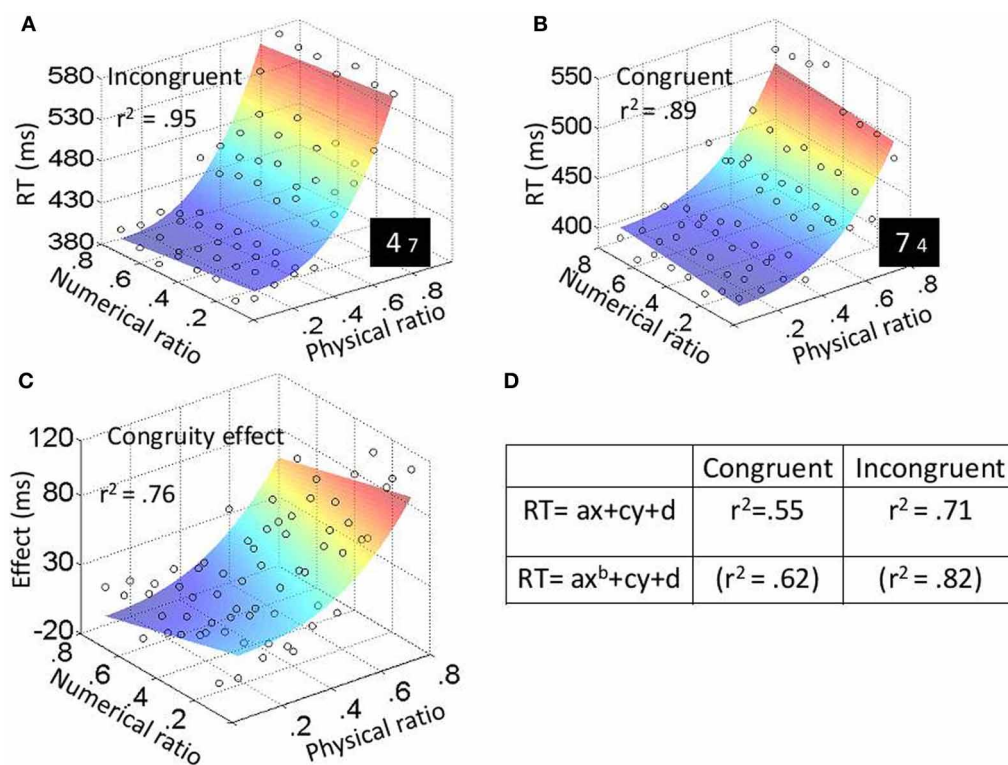 A
Incongruent
r² = .95
RT (ms)
580
530
480
430
380
.8
.6
.4
.2
Numerical ratio
.2
.4
.6
.8
Physical ratio
4 7
B
Congruent
r² = .89
RT (ms)
550
500
450
400
8
6
4
2
Numerical ratio
.2
.4
.6
.8
Physical ratio
7 4
C
Congruity effect
r² = .76
Effect (ms)
120
80
30
-20
.8
.6
.4
.2
Numerical ratio
.2
.4
.6
.8
Physical ratio
D
Congruent Incongruent
RT= ax+cy+d r²=.55 r² = .71
RT= axᵇ+cy+d (r² = .62) (r² = .82)